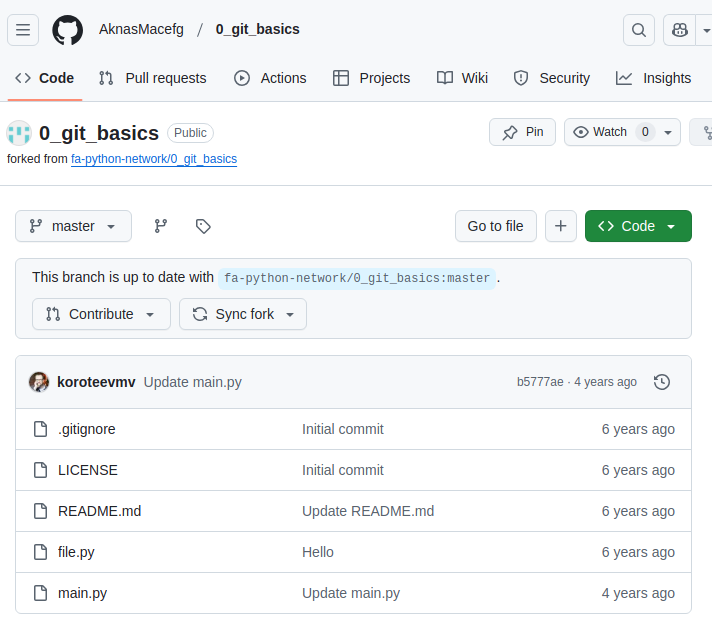 AknasMacefg / 0_git_basics
Code Pull requests Actions Projects Wiki Security Insights
0_git_basics Public Pin Watch 0
forked from fa-python-network/0_git_basics
master Go to file Code
This branch is up to date with fa-python-network/0_git_basics:master .
Contribute Sync fork
koroteevmv Update main.py b5777ae · 4 years ago
.gitignore Initial commit 6 years ago
LICENSE Initial commit 6 years ago
README.md Update README.md 6 years ago
file.py Hello 6 years ago
main.py Update main.py 4 years ago